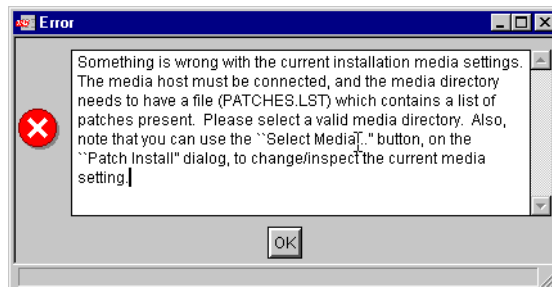 Error
Something is wrong with the current installation media settings.
The media host must be connected, and the media directory
needs to have a file (PATCHES.LST) which contains a list of
patches present.  Please select a valid media directory.  Also,
note that you can use the ``Select Media..." button, on the
``Patch Install" dialog, to change/inspect the current media
setting.
OK